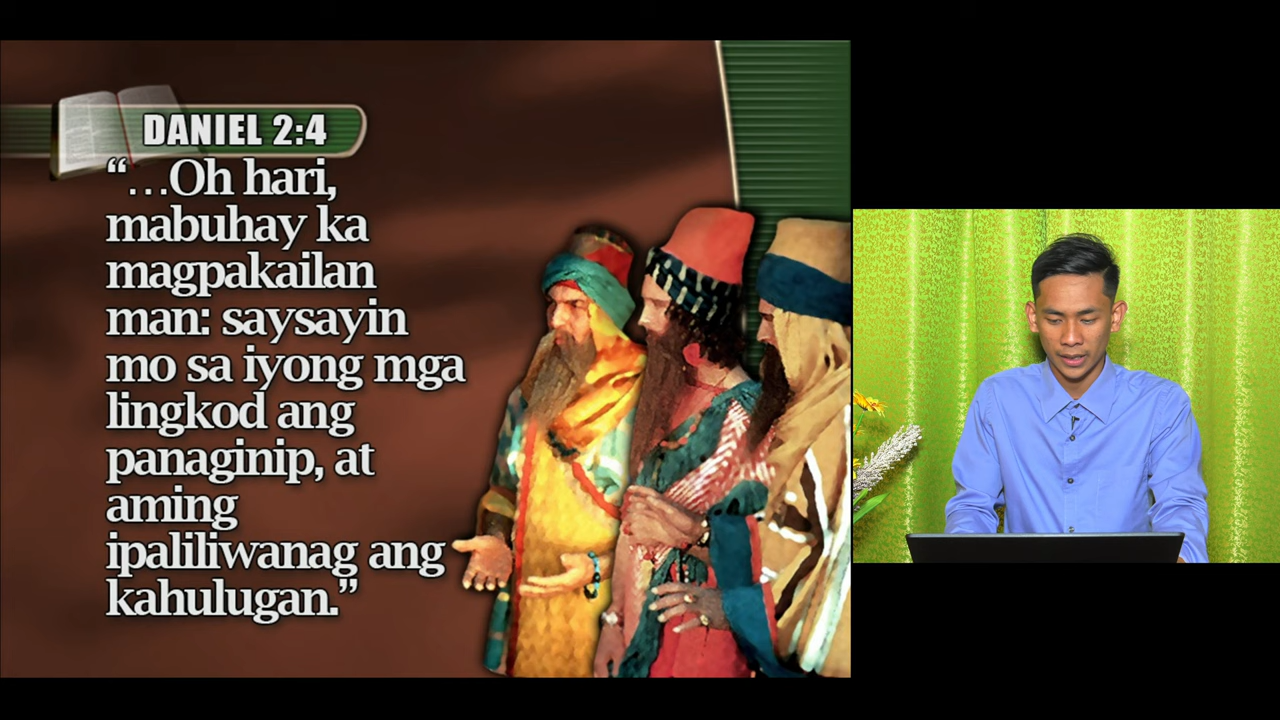 DANIEL 2:4
“…Oh hari,
mabuhay ka
magpakailan
man: saysayin
mo sa iyong mga
lingkod ang
panaginip, at
aming
ipaliliwanag ang
kahulugan.”